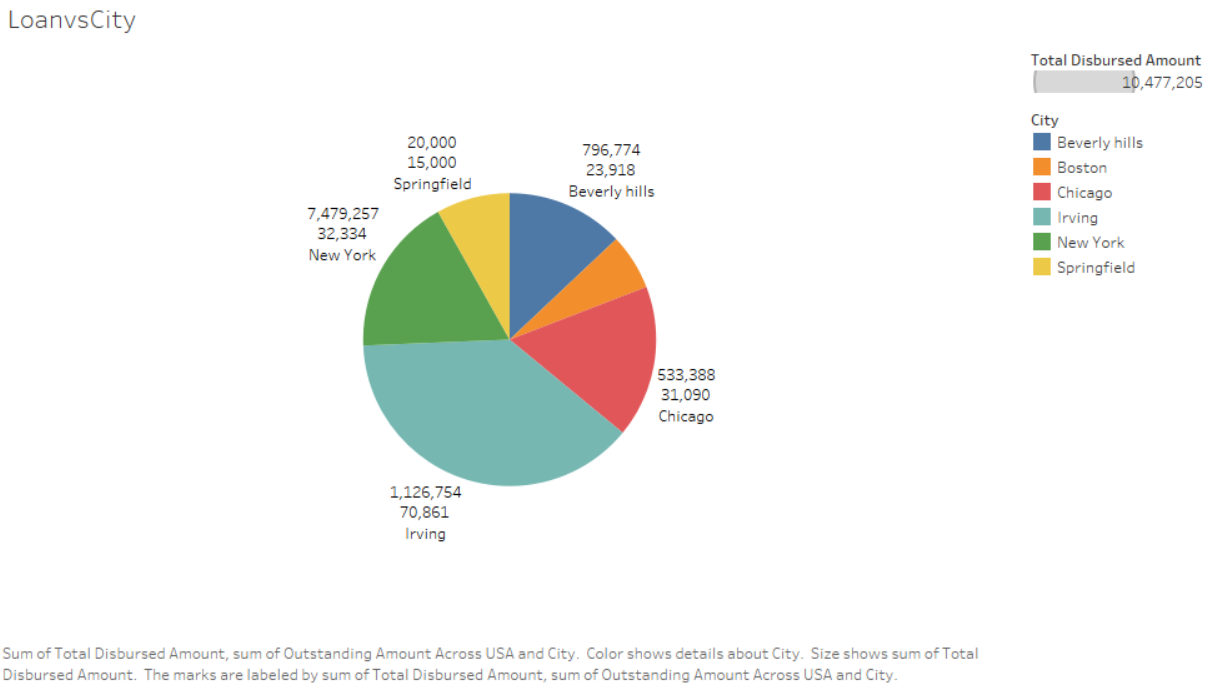 LoanvsCity
Total Disbursed Amount
10,477,205
City
Beverly hills
Boston
Chicago
Irving
New York
Springfield
20,000
15,000
Springfield
796,774
23,918
Beverly hills
7,479,257
32,334
New York
533,388
31,090
Chicago
1,126,754
70,861
Irving
Sum of Total Disbursed Amount, sum of Outstanding Amount Across USA and City.  Color shows details about City.  Size shows sum of Total
Disbursed Amount.  The marks are labeled by sum of Total Disbursed Amount, sum of Outstanding Amount Across USA and City.